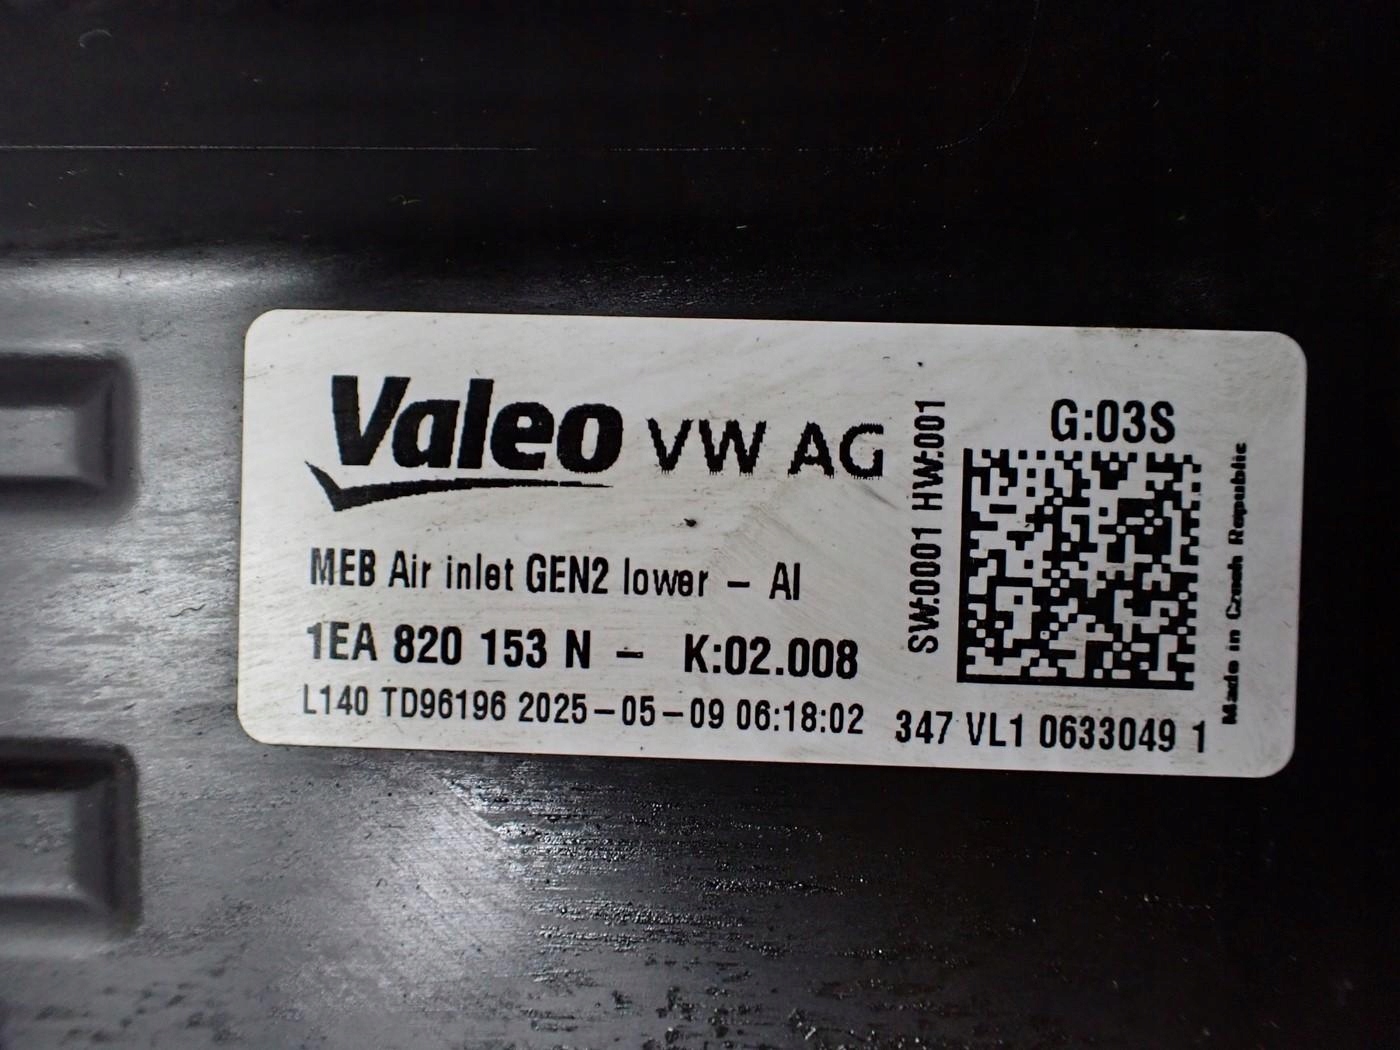 Valeo VW AG
MEB Air inlet GEN2 lower – AI
1EA 820 153 N – K:02.008
L140 TD96196 2025-05-09 06:18:02
SW:0001 HW:001
G:03S
347 VL1 0633049 1
Made in Czech Republic